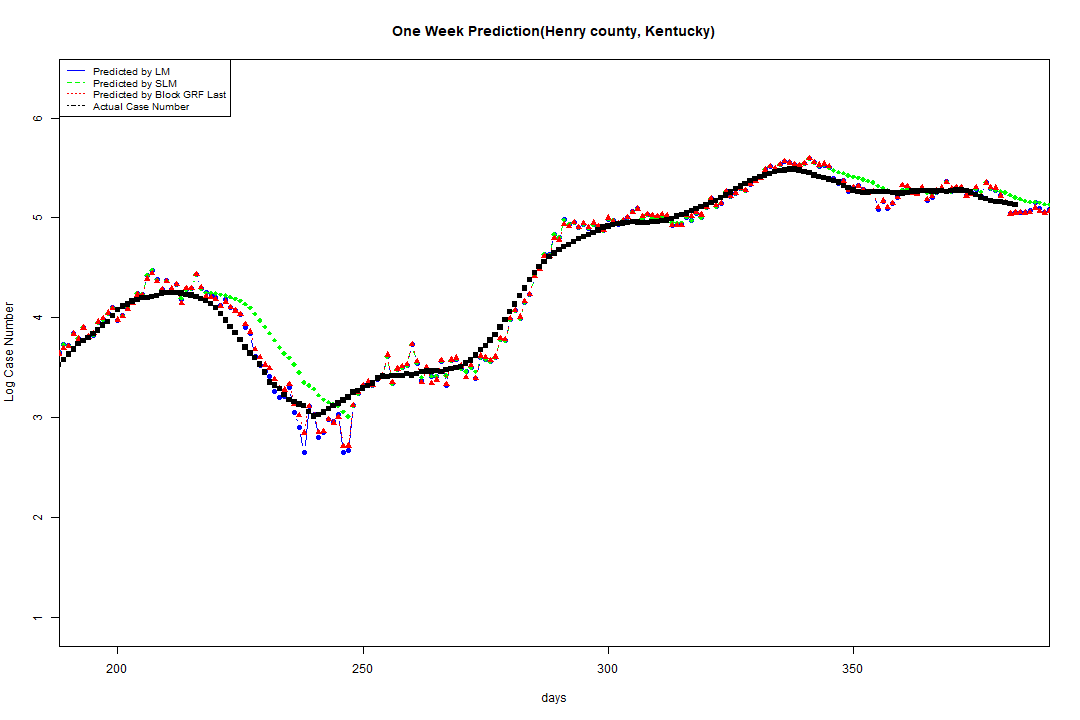 One Week Prediction(Henry county, Kentucky)
Predicted by LM
Predicted by SLM
Predicted by Block GRF Last
Actual Case Number
Log Case Number
6
5
4
3
2
1
200 250 300 350
days